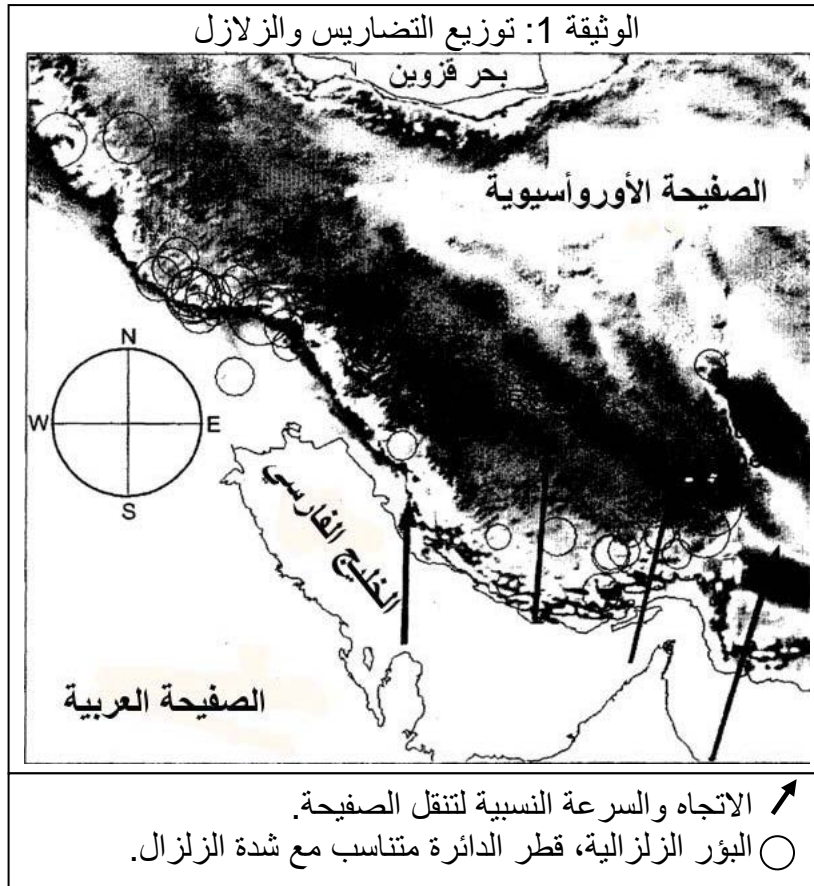 الوثيقة 1: توزيع التضاريس والزلازل
بحر قزوين
الصفيحة الأوروأسيوية
N
W
E
S
الخليج الفارسي
الصفيحة العربية
الاتجاه والسرعة النسبية لتنقل الصفيحة.
البؤر الزلزالية، قطر الدائرة متناسب مع شدة الزلزال.